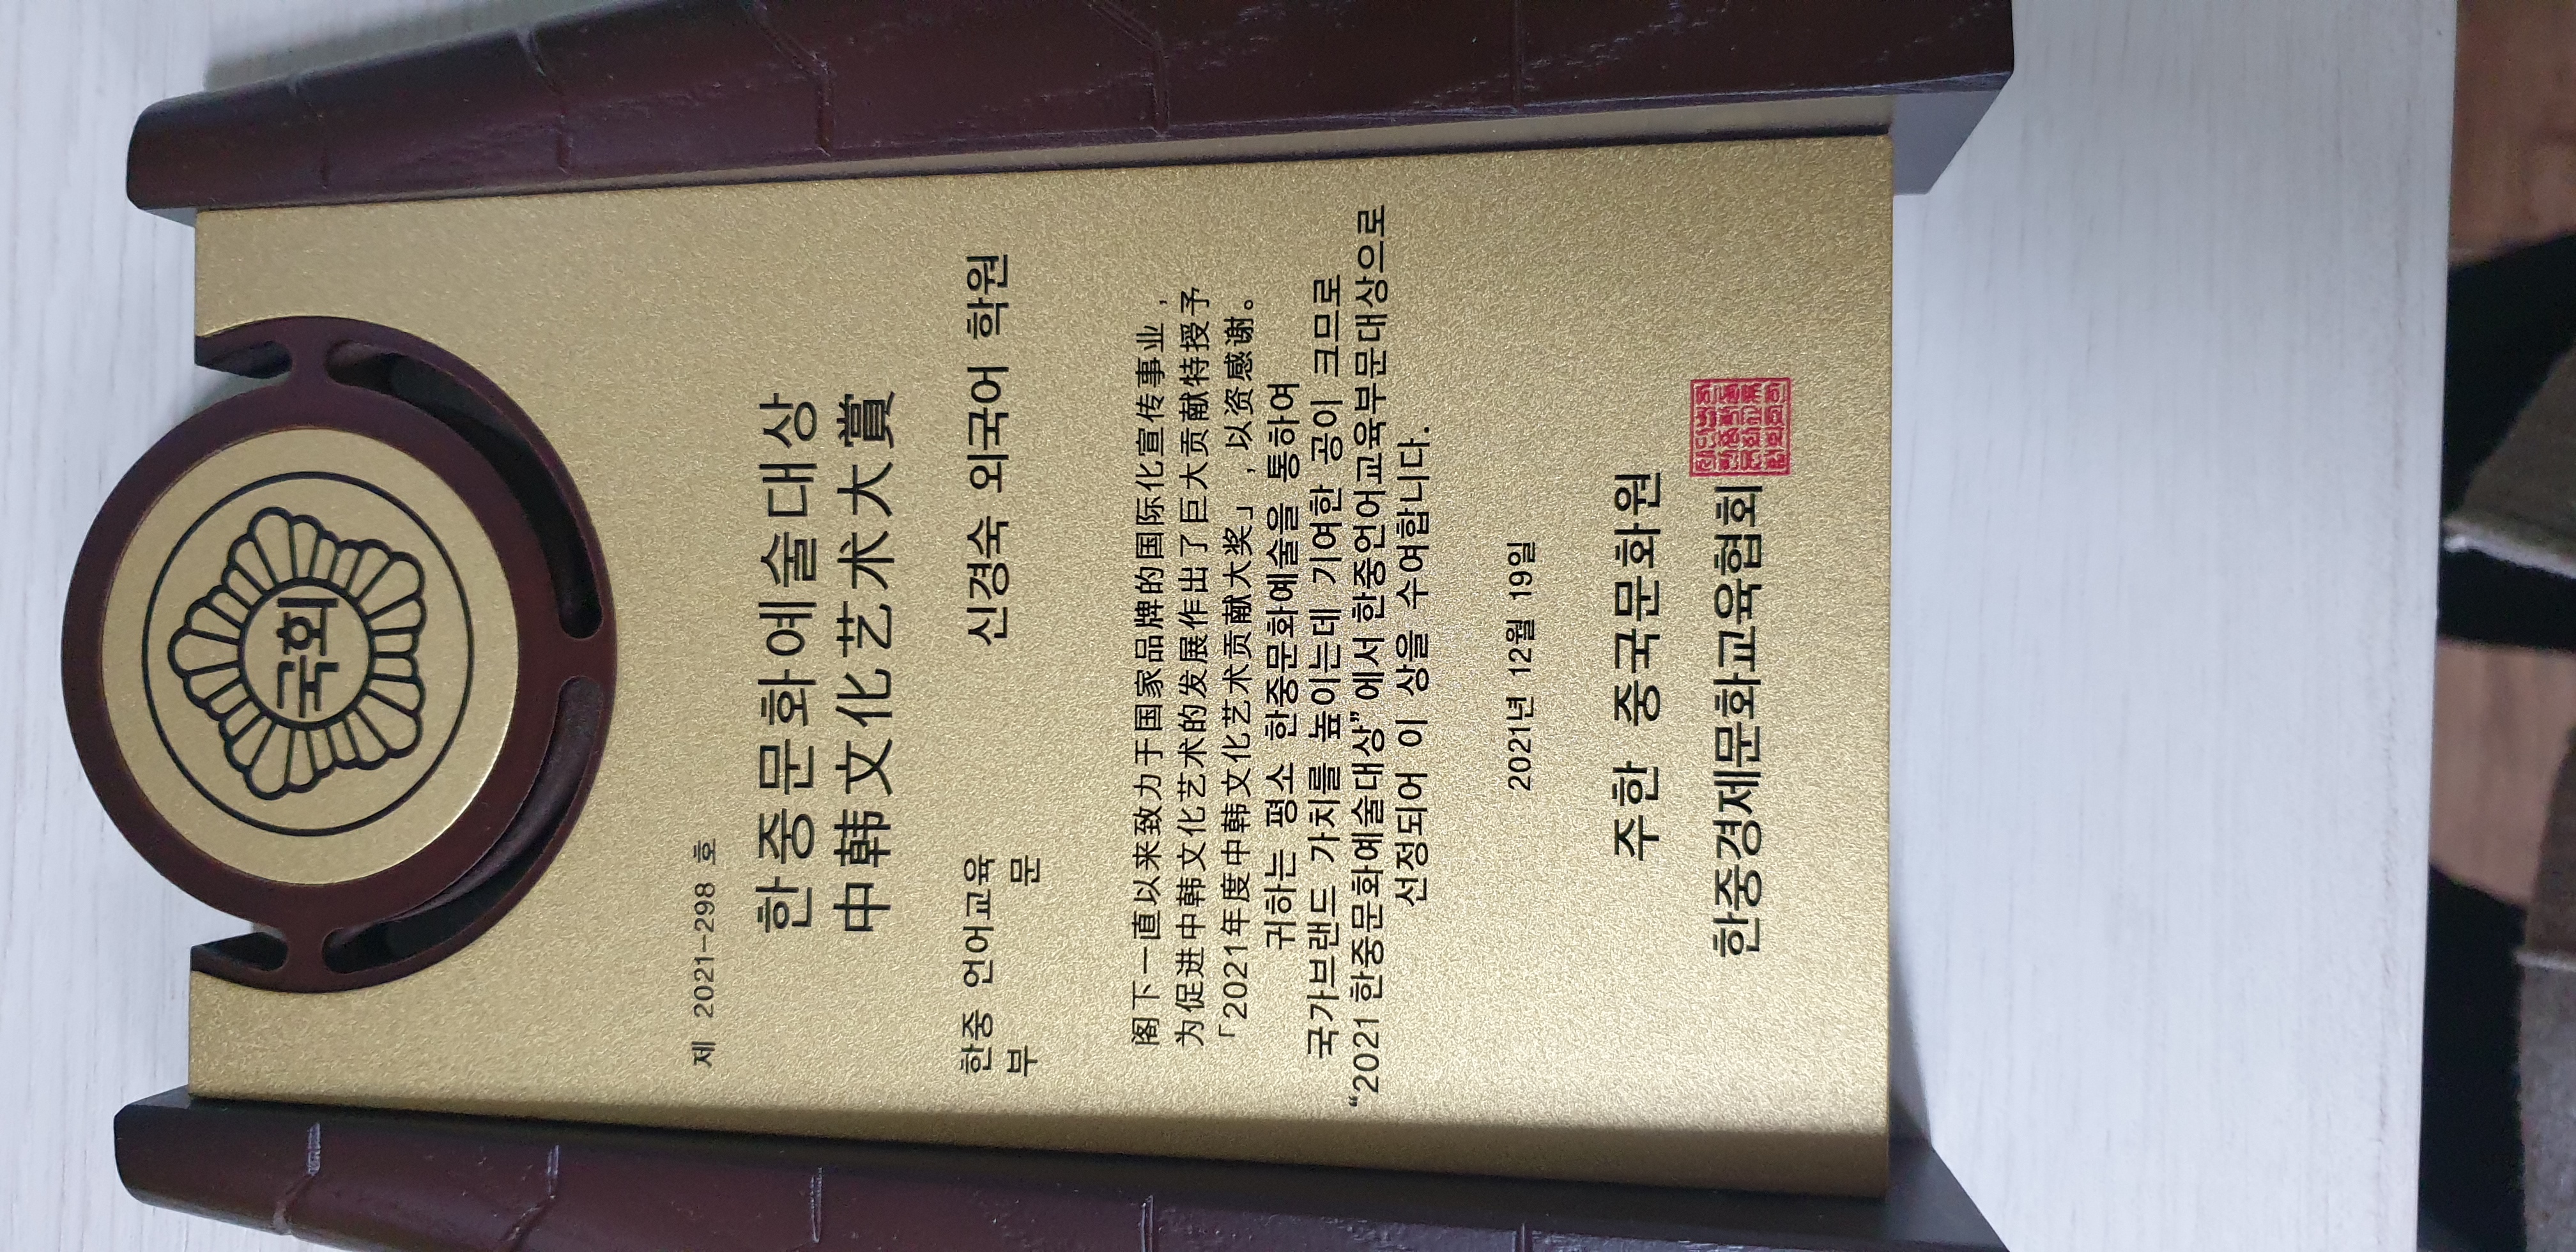 국회
제 2021-298 호
한중문화예술대상
中韩文化艺术大賞
한중 언어교육
부 문
신경숙 외국어 학원
阁下一直以来致力于国家品牌的国际化宣传事业，
为促进中韩文化艺术的发展作出了巨大贡献特授予
「2021年度中韩文化艺术贡献大奖」，以资感谢。
귀하는 평소 한중문화예술을 통하여
국가브랜드 가치를 높이는데 기여한 공이 크므로
“2021 한중문화예술대상”에서 한중언어교육부문대상으로
선정되어 이 상을 수여합니다.
2021년 12월 19일
주한 중국문화원
한중경제문화교육협회